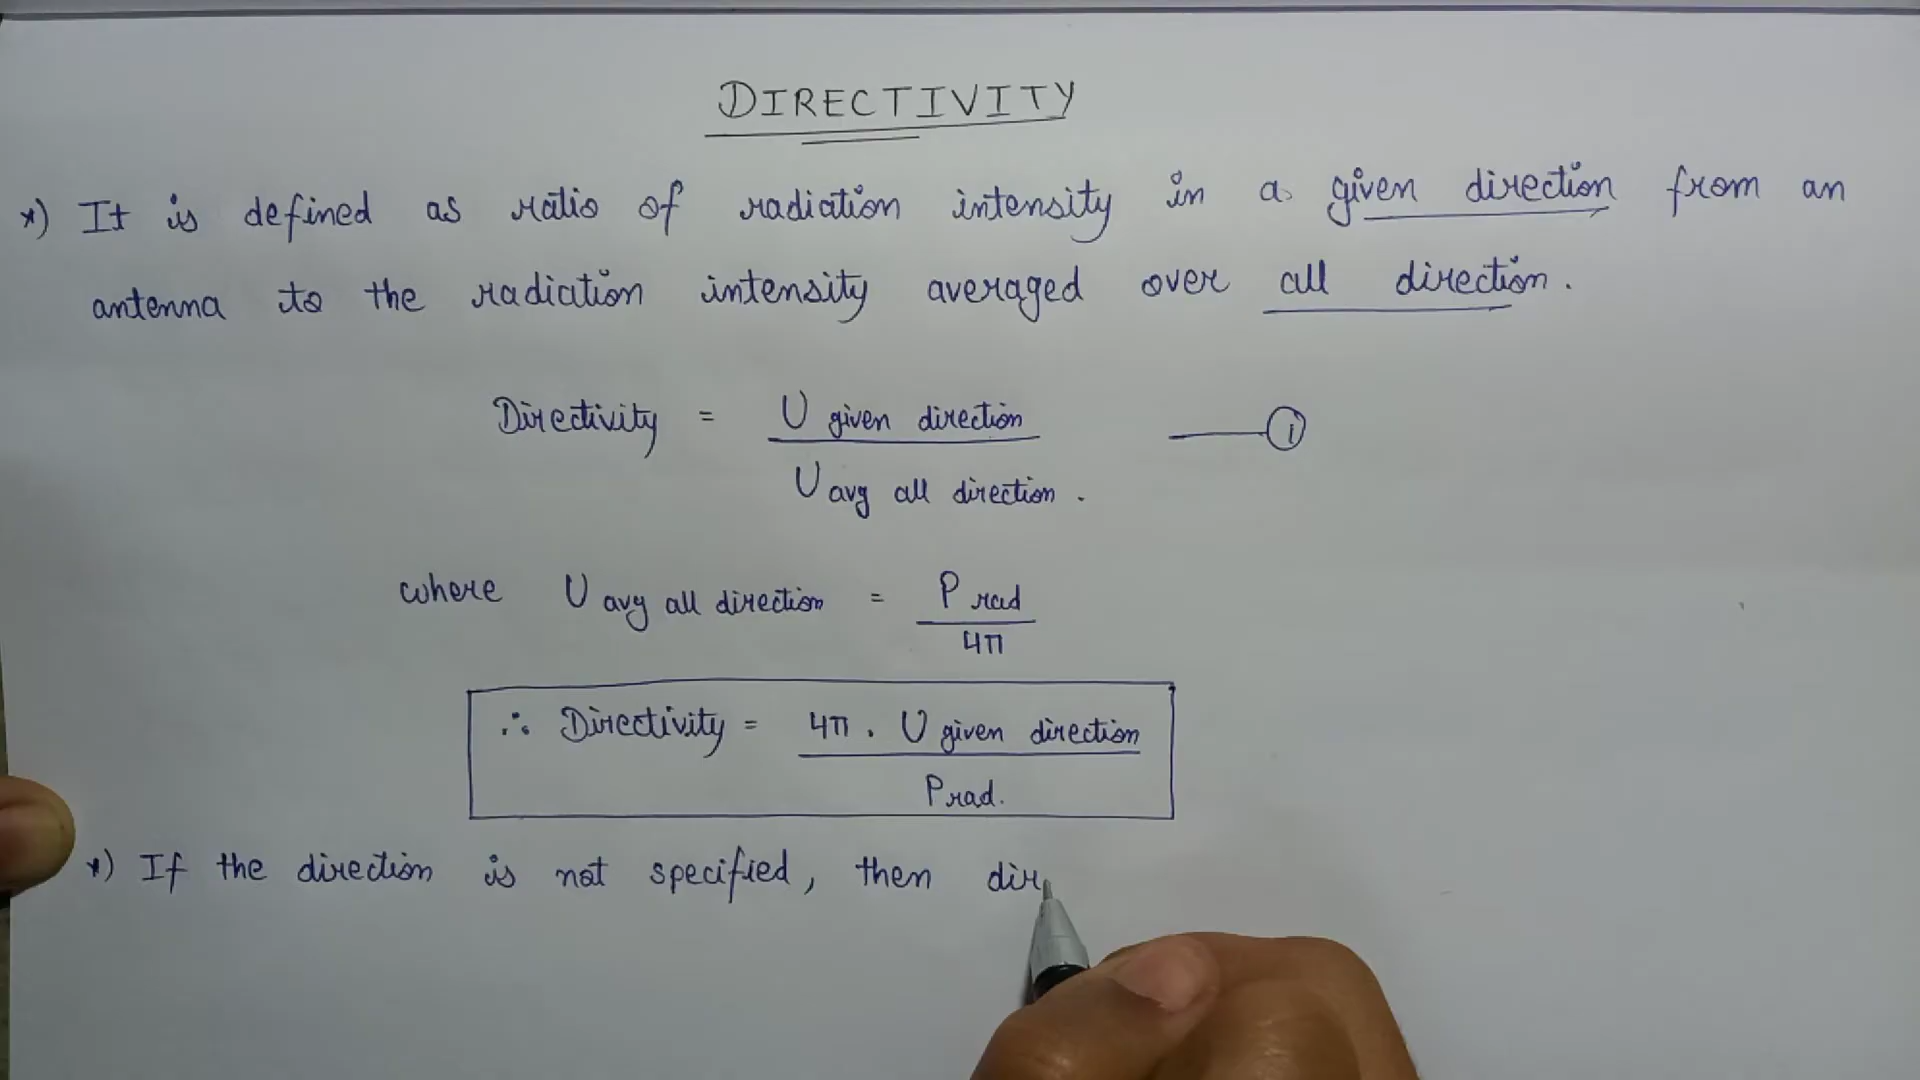 DIRECTIVITY
*) It is defined as ratio of radiation intensity in a given direction from an
antenna to the radiation intensity averaged over all direction.
Directivity = U given direction / U avg all direction. —— (i)
where U avg all direction = P rad / 4π
∴ Directivity = 4π . U given direction / P rad.
*) If the direction is not specified, then dir